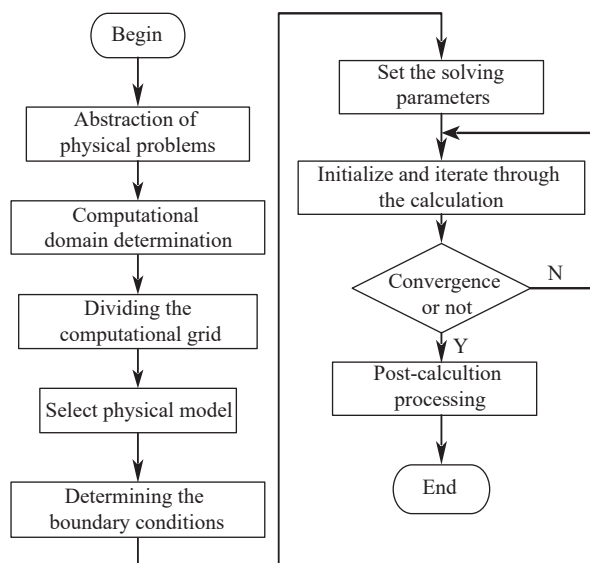 Begin
Abstraction of
physical problems
Computational
domain determination
Dividing the
computational grid
Select physical model
Determining the
boundary conditions
Set the solving
parameters
Initialize and iterate through
the calculation
Convergence
or not
N
Y
Post-calcultion
processing
End